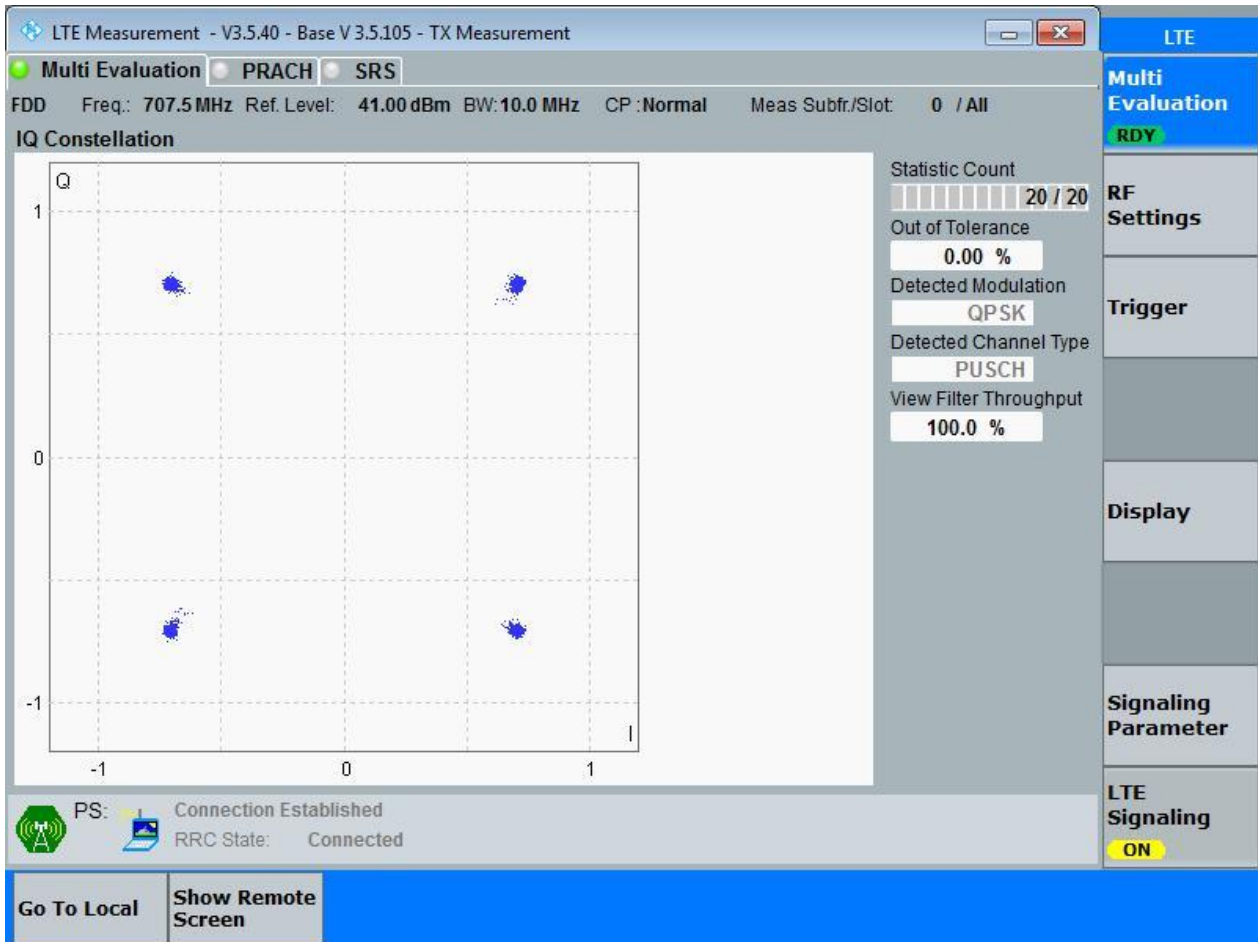 LTE Measurement - V3.5.40 - Base V 3.5.105 - TX Measurement
LTE
Multi Evaluation PRACH SRS
Multi
Evaluation
RDY
FDD Freq.: 707.5 MHz Ref. Level: 41.00 dBm BW: 10.0 MHz CP : Normal Meas Subfr./Slot: 0 / All
IQ Constellation
Q
1
0
-1
I
-1 0 1
Statistic Count
20 / 20
Out of Tolerance
0.00 %
Detected Modulation
QPSK
Detected Channel Type
PUSCH
View Filter Throughput
100.0 %
RF
Settings
Trigger
Display
Signaling
Parameter
LTE
Signaling
ON
PS: Connection Established
RRC State: Connected
Go To Local
Show Remote
Screen